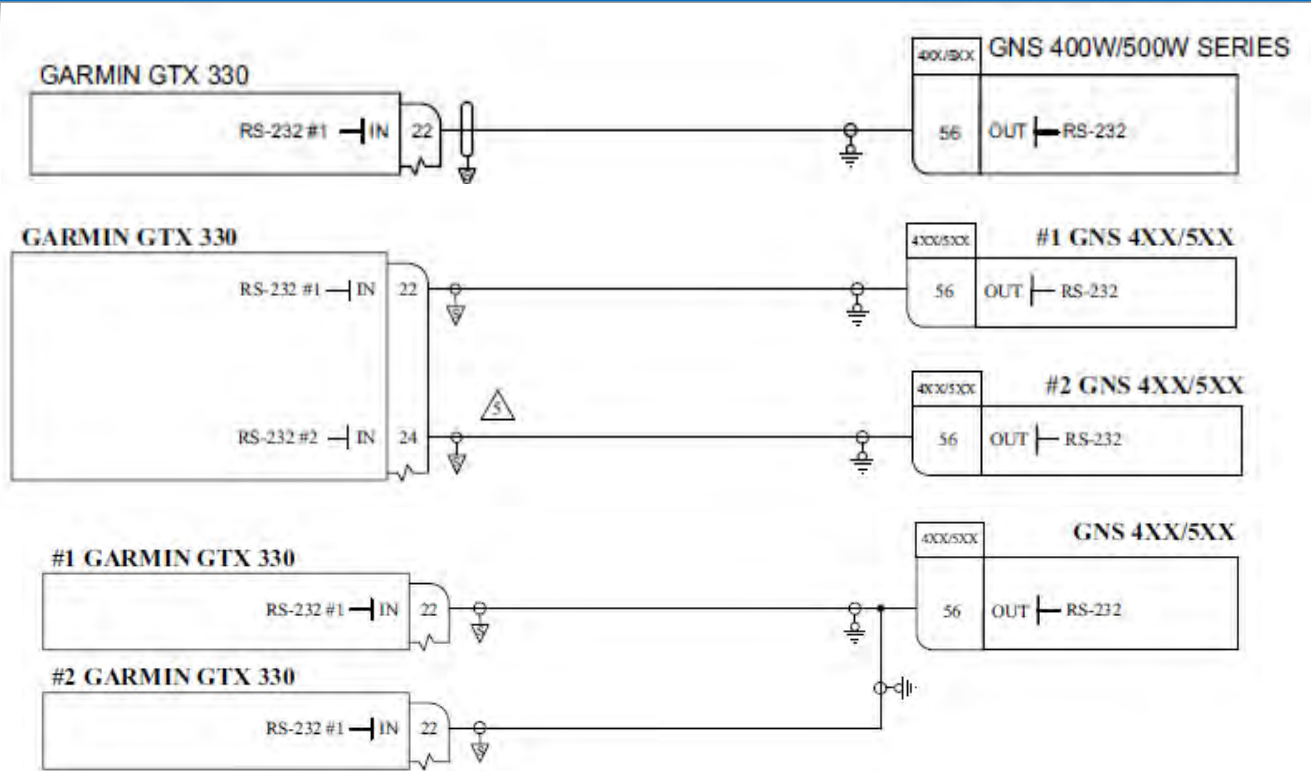 GARMIN GTX 330
RS-232 #1 IN 22
4XX/5XX GNS 400W/500W SERIES
56 OUT RS-232
GARMIN GTX 330
RS-232 #1 IN 22
4XX/5XX #1 GNS 4XX/5XX
56 OUT RS-232
5
RS-232 #2 IN 24
4XX/5XX #2 GNS 4XX/5XX
56 OUT RS-232
#1 GARMIN GTX 330
RS-232 #1 IN 22
4XX/5XX GNS 4XX/5XX
56 OUT RS-232
#2 GARMIN GTX 330
RS-232 #1 IN 22